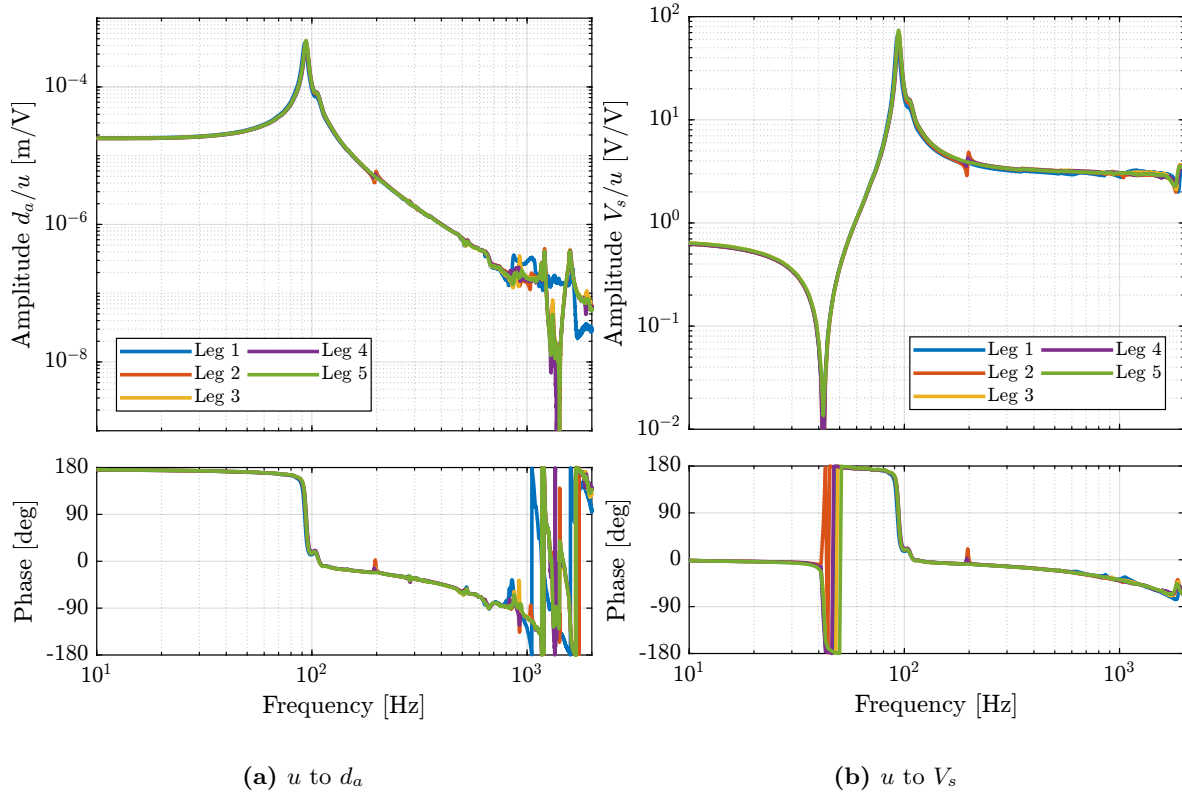 Amplitude d_a/u [m/V]
10^{-4}
10^{-6}
10^{-8}
Leg 1
Leg 2
Leg 3
Leg 4
Leg 5
Phase [deg]
180
90
0
-90
-180
10^1
10^2
10^3
Frequency [Hz]
(a) u to d_a
Amplitude V_s/u [V/V]
10^2
10^1
10^0
10^{-1}
10^{-2}
Leg 1
Leg 2
Leg 3
Leg 4
Leg 5
Phase [deg]
180
90
0
-90
-180
10^1
10^2
10^3
Frequency [Hz]
(b) u to V_s